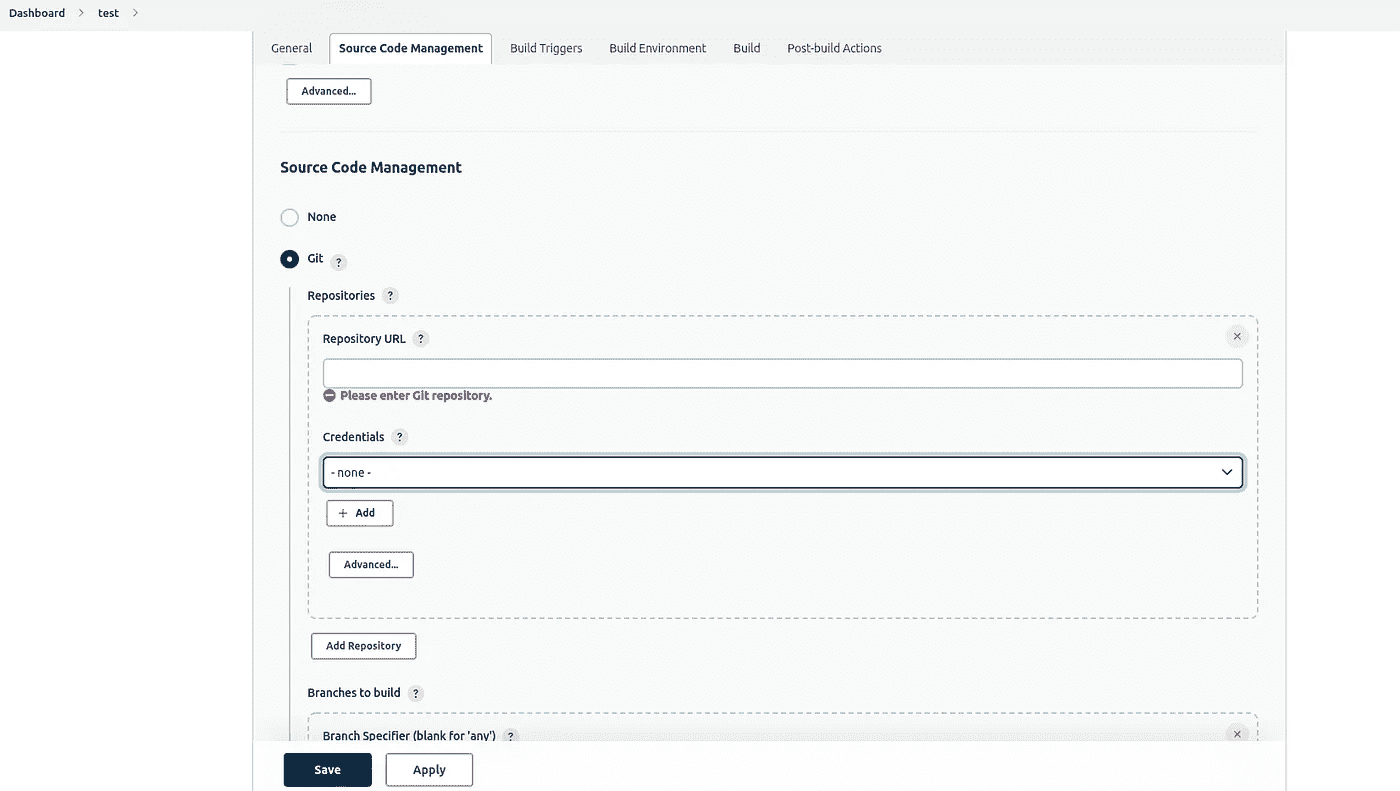 Dashboard > test >
General Source Code Management Build Triggers Build Environment Build Post-build Actions
Advanced...
Source Code Management
None
Git ?
Repositories ?
Repository URL ?
Please enter Git repository.
Credentials ?
- none -
+ Add
Advanced...
Add Repository
Branches to build ?
Branch Specifier (blank for 'any') ?
Save Apply